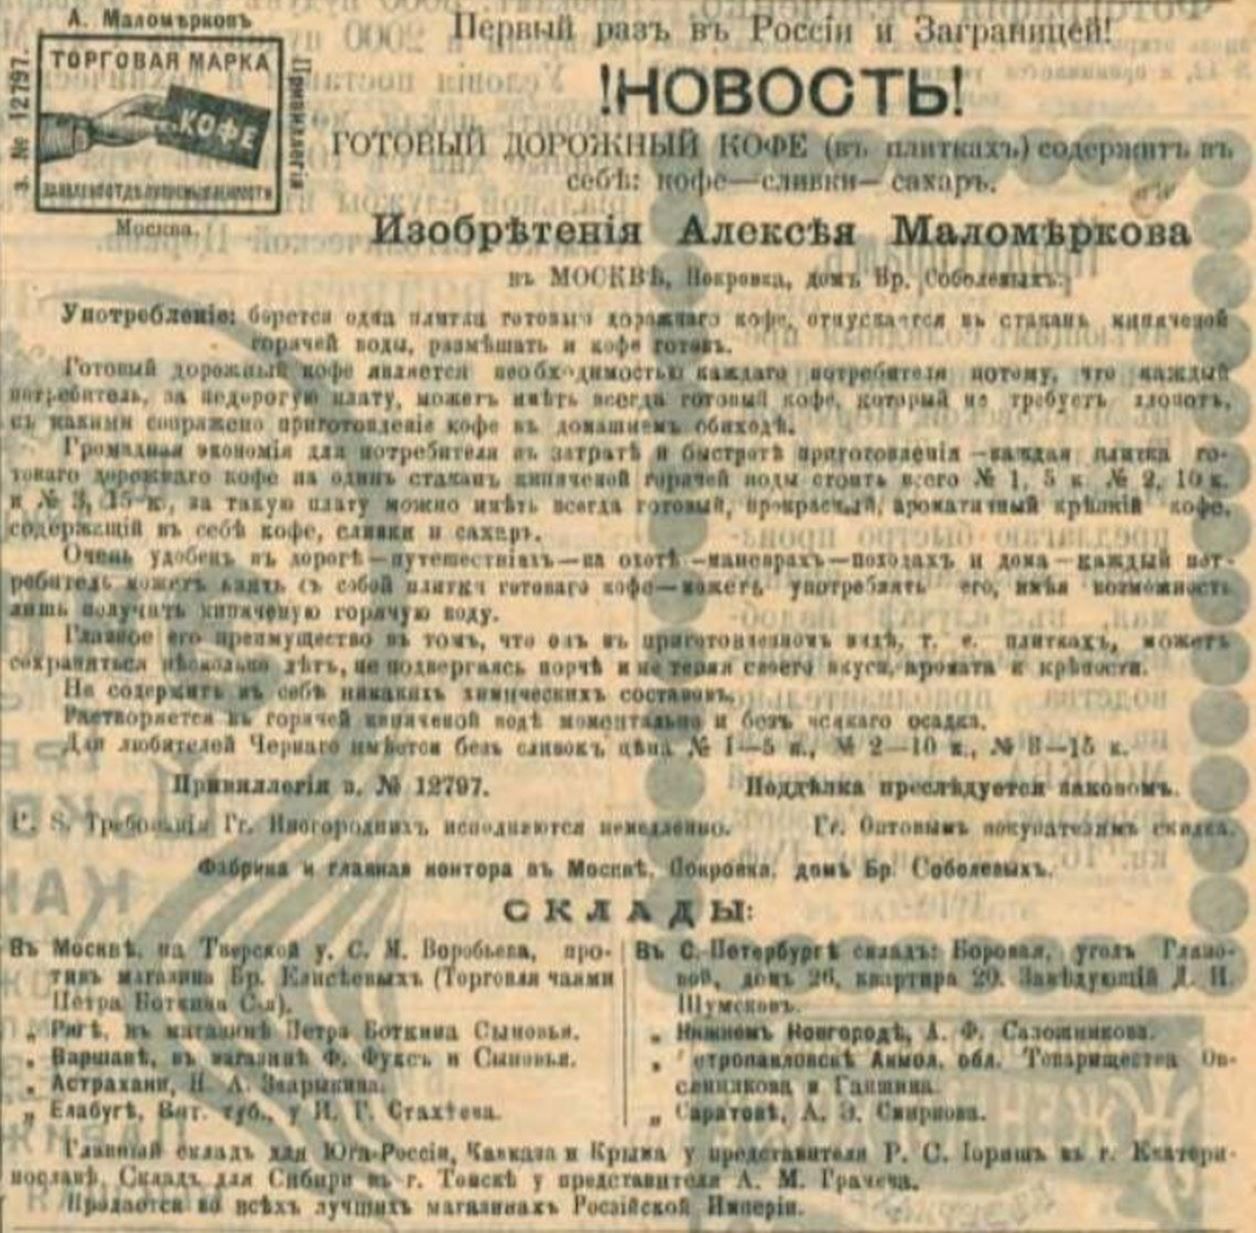 А. Маломѣрковъ
ТОРГОВАЯ МАРКА
З. № 12797.
КОФЕ
Привилегія
Москва.
Первый разъ въ Россіи и Заграницей!
!НОВОСТЬ!
ГОТОВЫЙ ДОРОЖНЫЙ КОФЕ (въ плиткахъ) содержитъ въ
себѣ: кофе—сливки—сахаръ.
Изобрѣтенія Алексѣя Маломѣркова
въ МОСКВѢ, Покровка, домъ Бр. Соболевыхъ.
Употребленіе: берется одна плитка готоваго дорожнаго кофе, отпускается въ стаканъ кипяченой
горячей воды, размѣшать и кофе готовъ.
Готовый дорожный кофе является необходимостью каждаго потребителя потому, что каждый
потребитель, за недорогую плату, можетъ имѣть всегда готовый кофе, который не требуетъ хлопотъ,
съ какими сопряжено приготовленіе кофе въ домашнемъ обиходѣ.
Громадная экономія для потребителя въ затратѣ и быстротѣ приготовленія—каждая плитка го-
товаго дорожнаго кофе на одинъ стаканъ кипяченой горячей воды стоитъ всего № 1, 5 к. № 2, 10 к.
и № 3, 15 к., за такую плату можно имѣть всегда готовый, прекрасный, ароматичный крѣпкій кофе,
содержащій въ себѣ кофе, сливки и сахаръ.
Очень удобенъ въ дорогѣ—путешествіяхъ—на охотѣ—маневрахъ—походахъ и дома—каждый пот-
ребитель можетъ взять съ собой плитки готоваго кофе—можетъ употреблять его, имѣя возможность
лишь получить кипяченую горячую воду.
Главное его преимущество въ томъ, что онъ въ приготовленномъ видѣ, т. е. плиткахъ, можетъ
сохраняться нѣсколько лѣтъ, не подвергаясь порчѣ и не теряя своего вкуса, аромата и крѣпости.
Не содержитъ въ себѣ никакихъ химическихъ составовъ.
Растворяется въ горячей кипяченой водѣ моментально и безъ всякаго осадка.
Для любителей Чернаго имѣется безъ сливокъ цѣна № 1—5 к., № 2—10 к., № 3—15 к.
Привиллегія з. № 12797. Поддѣлка преслѣдуется закономъ.
P. S. Требованія Гг. Иногороднихъ исполняются немедленно. Гг. Оптовымъ покупателямъ скидка.
Фабрика и главная контора въ Москвѣ, Покровка, домъ Бр. Соболевыхъ.
СКЛАДЫ:
Въ Москвѣ, на Тверской у С. М. Воробьева, про-
тивъ магазина Бр. Елисѣевыхъ (Торговля чаями
Петра Боткина С-я).
„ Ригѣ, въ магазинѣ Петра Боткина Сыновья.
„ Варшавѣ, въ магазинѣ Ф. Фуксъ и Сыновья.
„ Астрахани, Н. А. Зварыкина.
„ Елабугѣ, Вят. губ., у И. Г. Стахѣева.
Въ С.-Петербургѣ складъ: Боровая, уголъ Глазо-
вой, домъ 26, квартира 20. Завѣдующій Д. Н.
Шумсковъ.
„ Нижнемъ Новгородѣ, А. Ф. Сапожникова.
„ Петропавловскѣ Акмол. обл. Товарищества Ов-
сянникова и Ганшина.
„ Саратовѣ, А. Э. Смирнова.
Главный складъ для Юга-Россіи, Кавказа и Крыма у представителя Р. С. Іоришъ въ г. Екатери-
нославѣ, Складъ для Сибири въ г. Томскѣ у представителя А. М. Грачева.
Продается во всѣхъ лучшихъ магазинахъ Россійской Имперіи.